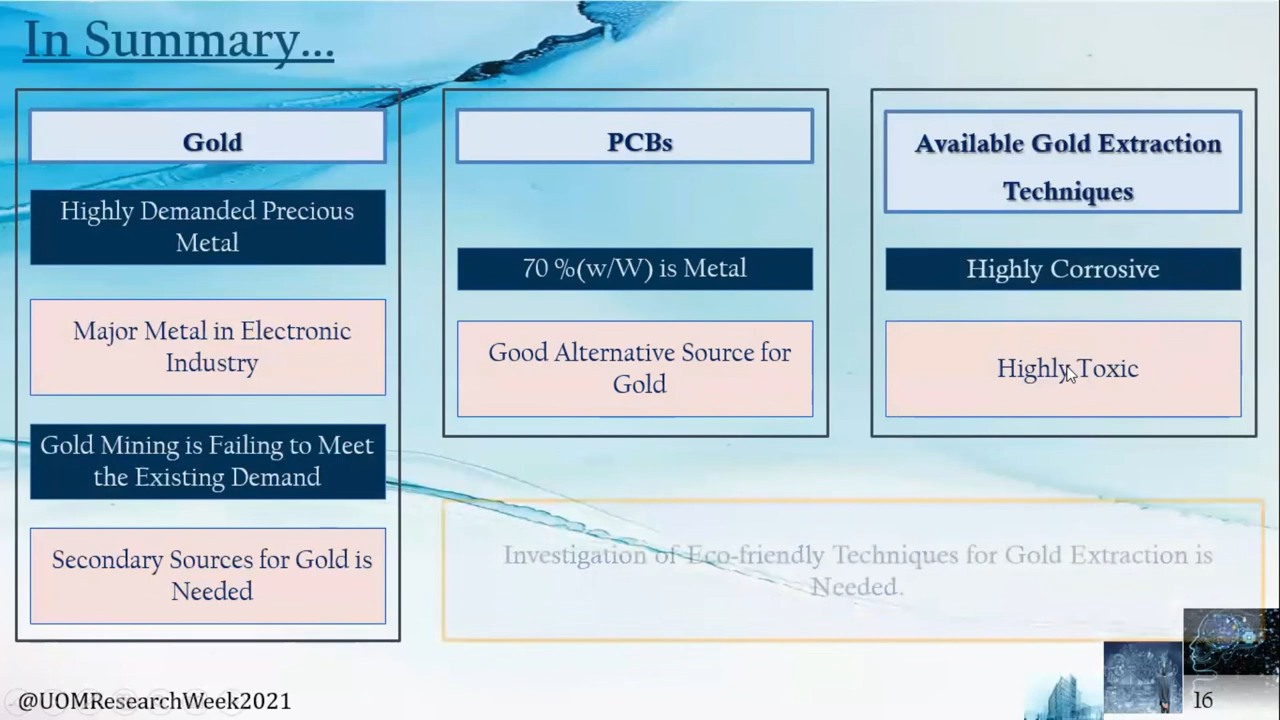 In Summary...
Gold
Highly Demanded Precious
Metal
Major Metal in Electronic
Industry
Gold Mining is Failing to Meet
the Existing Demand
Secondary Sources for Gold is
Needed
PCBs
70 %(w/W) is Metal
Good Alternative Source for
Gold
Available Gold Extraction
Techniques
Highly Corrosive
Highly Toxic
Investigation of Eco-friendly Techniques for Gold Extraction is
Needed.
@UOMResearchWeek2021
16